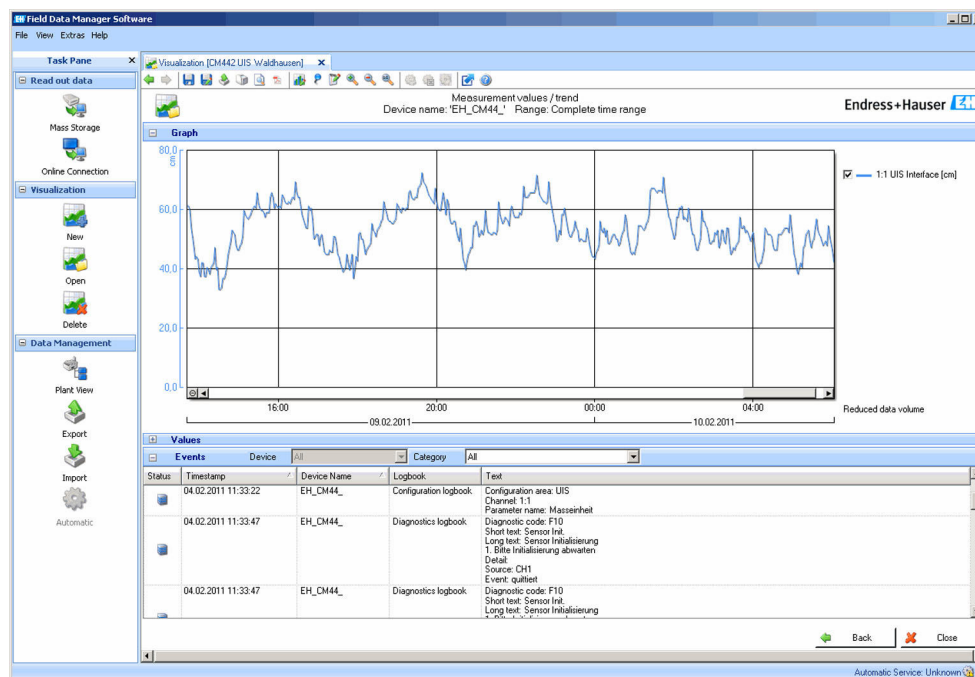 Field Data Manager Software
File View Extras Help
Task Pane
Read out data
Mass Storage
Online Connection
Visualization
New
Open
Delete
Data Management
Plant View
Export
Import
Automatic
Visualization [CM442 UIS Waldhausen]
Measurement values / trend
Device name: 'EH_CM44_' Range: Complete time range
Endress+Hauser
Graph
80,0
cm
60,0
40,0
20,0
0,0
1:1 UIS Interface [cm]
16:00 20:00 00:00 04:00
Reduced data volume
09.02.2011 10.02.2011
Values
Events Device All Category All
Status Timestamp Device Name Logbook Text
04.02.2011 11:33:22 EH_CM44_ Configuration logbook Configuration area: UIS
Channel: 1:1
Parameter name: Masseinheit
04.02.2011 11:33:47 EH_CM44_ Diagnostics logbook Diagnostic code: F10
Short text: Sensor Init.
Long text: Sensor Initialisierung
1. Bitte Initialisierung abwarten
Detail:
Source: CH1
Event: quittiert
04.02.2011 11:33:47 EH_CM44_ Diagnostics logbook Diagnostic code: F10
Short text: Sensor Init.
Long text: Sensor Initialisierung
Back Close
Automatic Service: Unknown